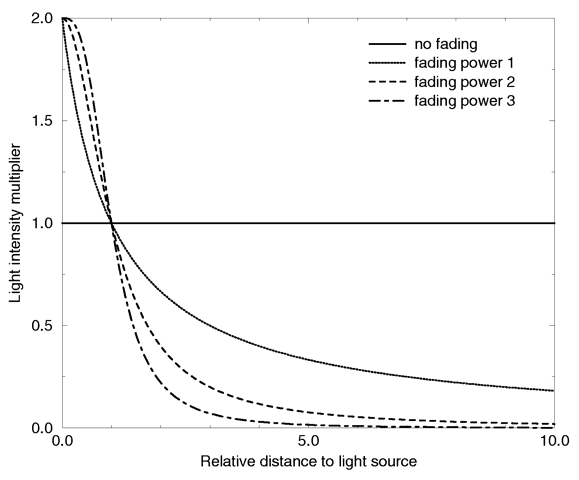 2.0
1.5
1.0
0.5
0.0
Light intensity multiplier
no fading
fading power 1
fading power 2
fading power 3
0.0
5.0
10.0
Relative distance to light source